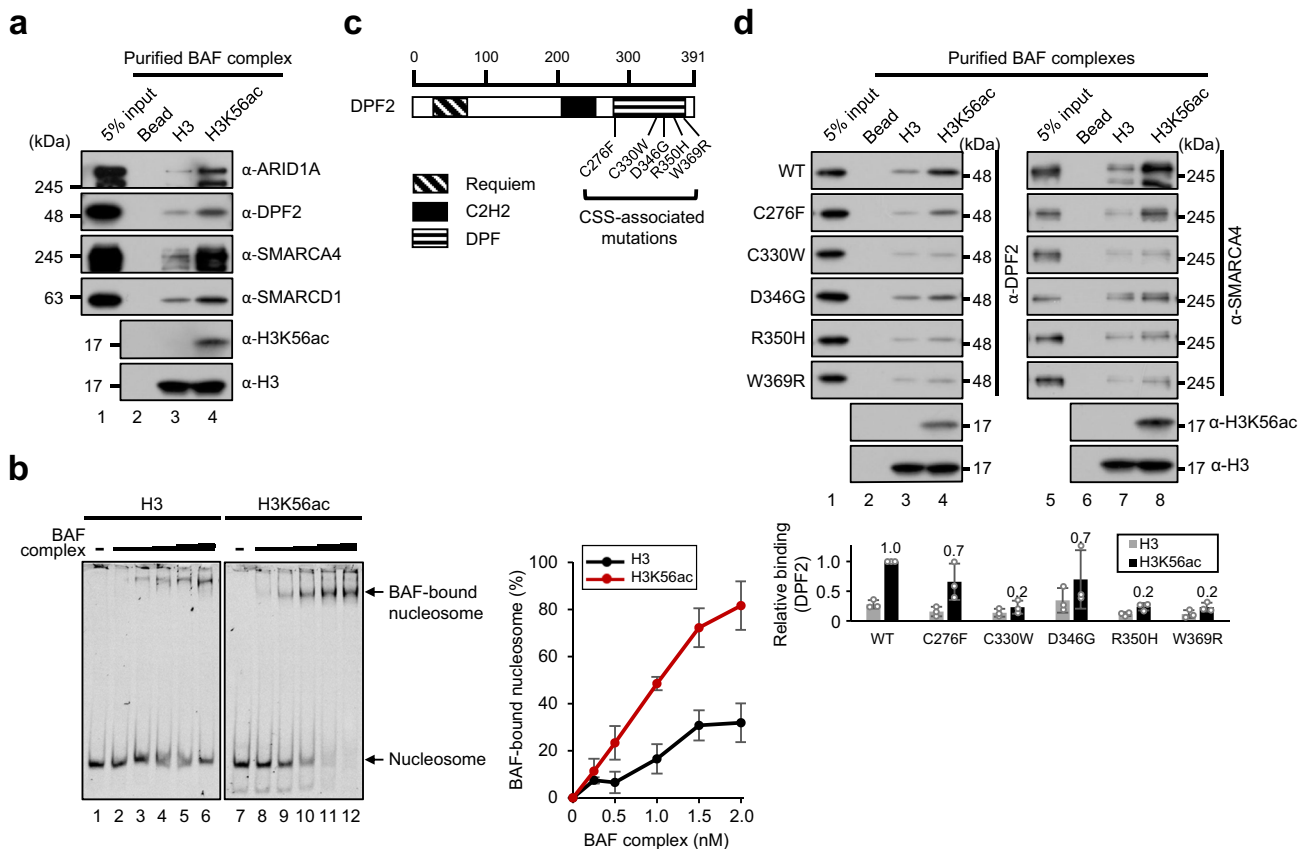 a
Purified BAF complex
5% input
Bead
H3
H3K56ac
(kDa)
245
α-ARID1A
48
α-DPF2
245
α-SMARCA4
63
α-SMARCD1
α-H3K56ac
17
17
α-H3
1 2 3 4
b
H3
H3K56ac
BAF
complex
-
-
BAF-bound
nucleosome
Nucleosome
1 2 3 4 5 6 7 8 9 10 11 12
BAF-bound nucleosome (%)
100
80
60
40
20
0
H3
H3K56ac
0 0.5 1.0 1.5 2.0
BAF complex (nM)
c
0 100 200 300 391
DPF2
C276F
C330W
D346G
R350H
W369R
CSS-associated
mutations
Requiem
C2H2
DPF
d
Purified BAF complexes
5% input
Bead
H3
H3K56ac
(kDa)
5% input
Bead
H3
H3K56ac
(kDa)
WT
48
245
C276F
48
245
C330W
48
245
D346G
48
245
R350H
48
245
W369R
48
245
α-DPF2
α-SMARCA4
17
17 α-H3K56ac
17
17 α-H3
1 2 3 4 5 6 7 8
Relative binding
(DPF2)
1.0
0.5
0
H3
H3K56ac
1.0
0.7
0.2
0.7
0.2
0.2
WT C276F C330W D346G R350H W369R